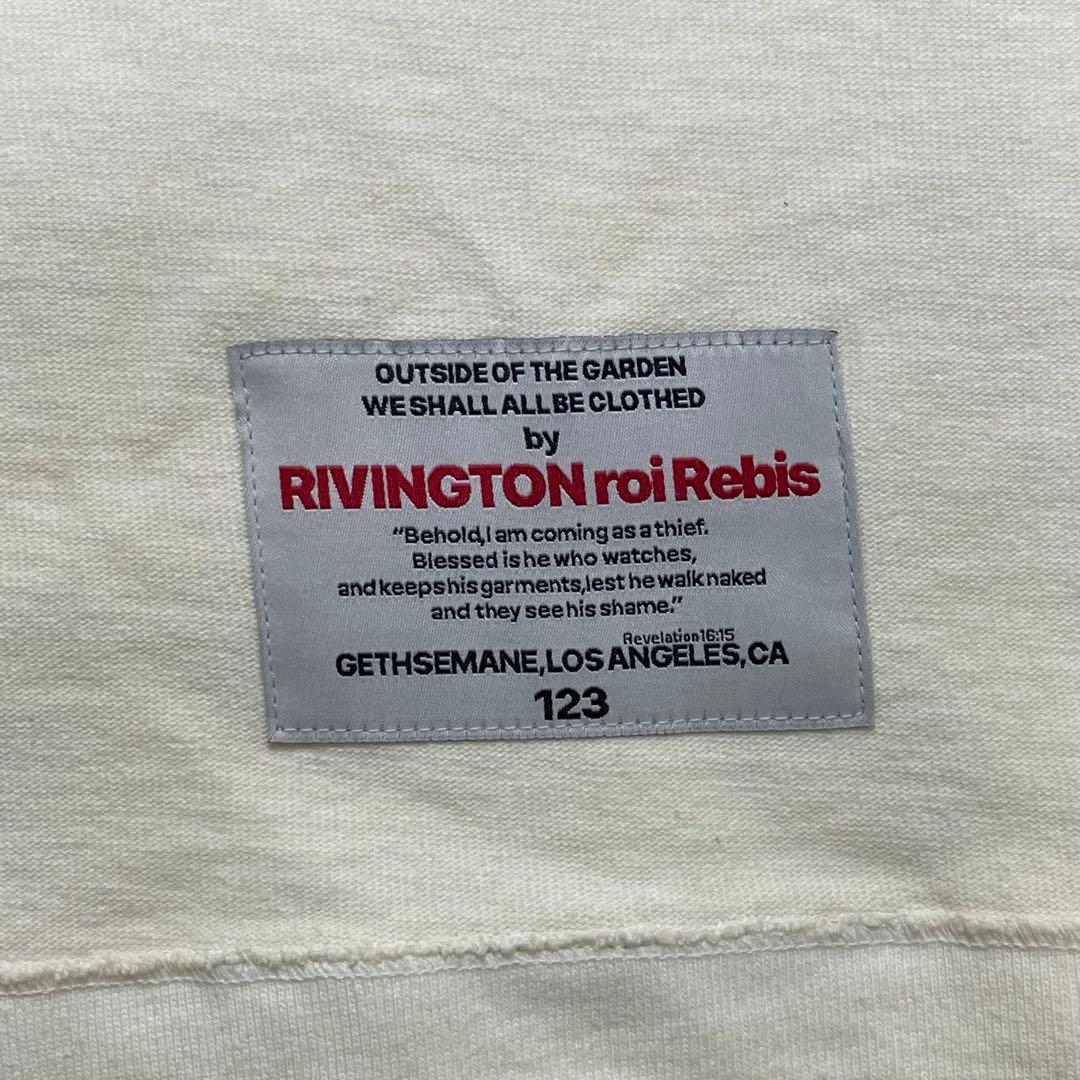 OUTSIDE OF THE GARDEN
WE SHALL ALL BE CLOTHED
by
RIVINGTON roi Rebis
“Behold, I am coming as a thief.
Blessed is he who watches,
and keeps his garments, lest he walk naked
and they see his shame.”
Revelation 16:15
GETHSEMANE, LOS ANGELES, CA
123